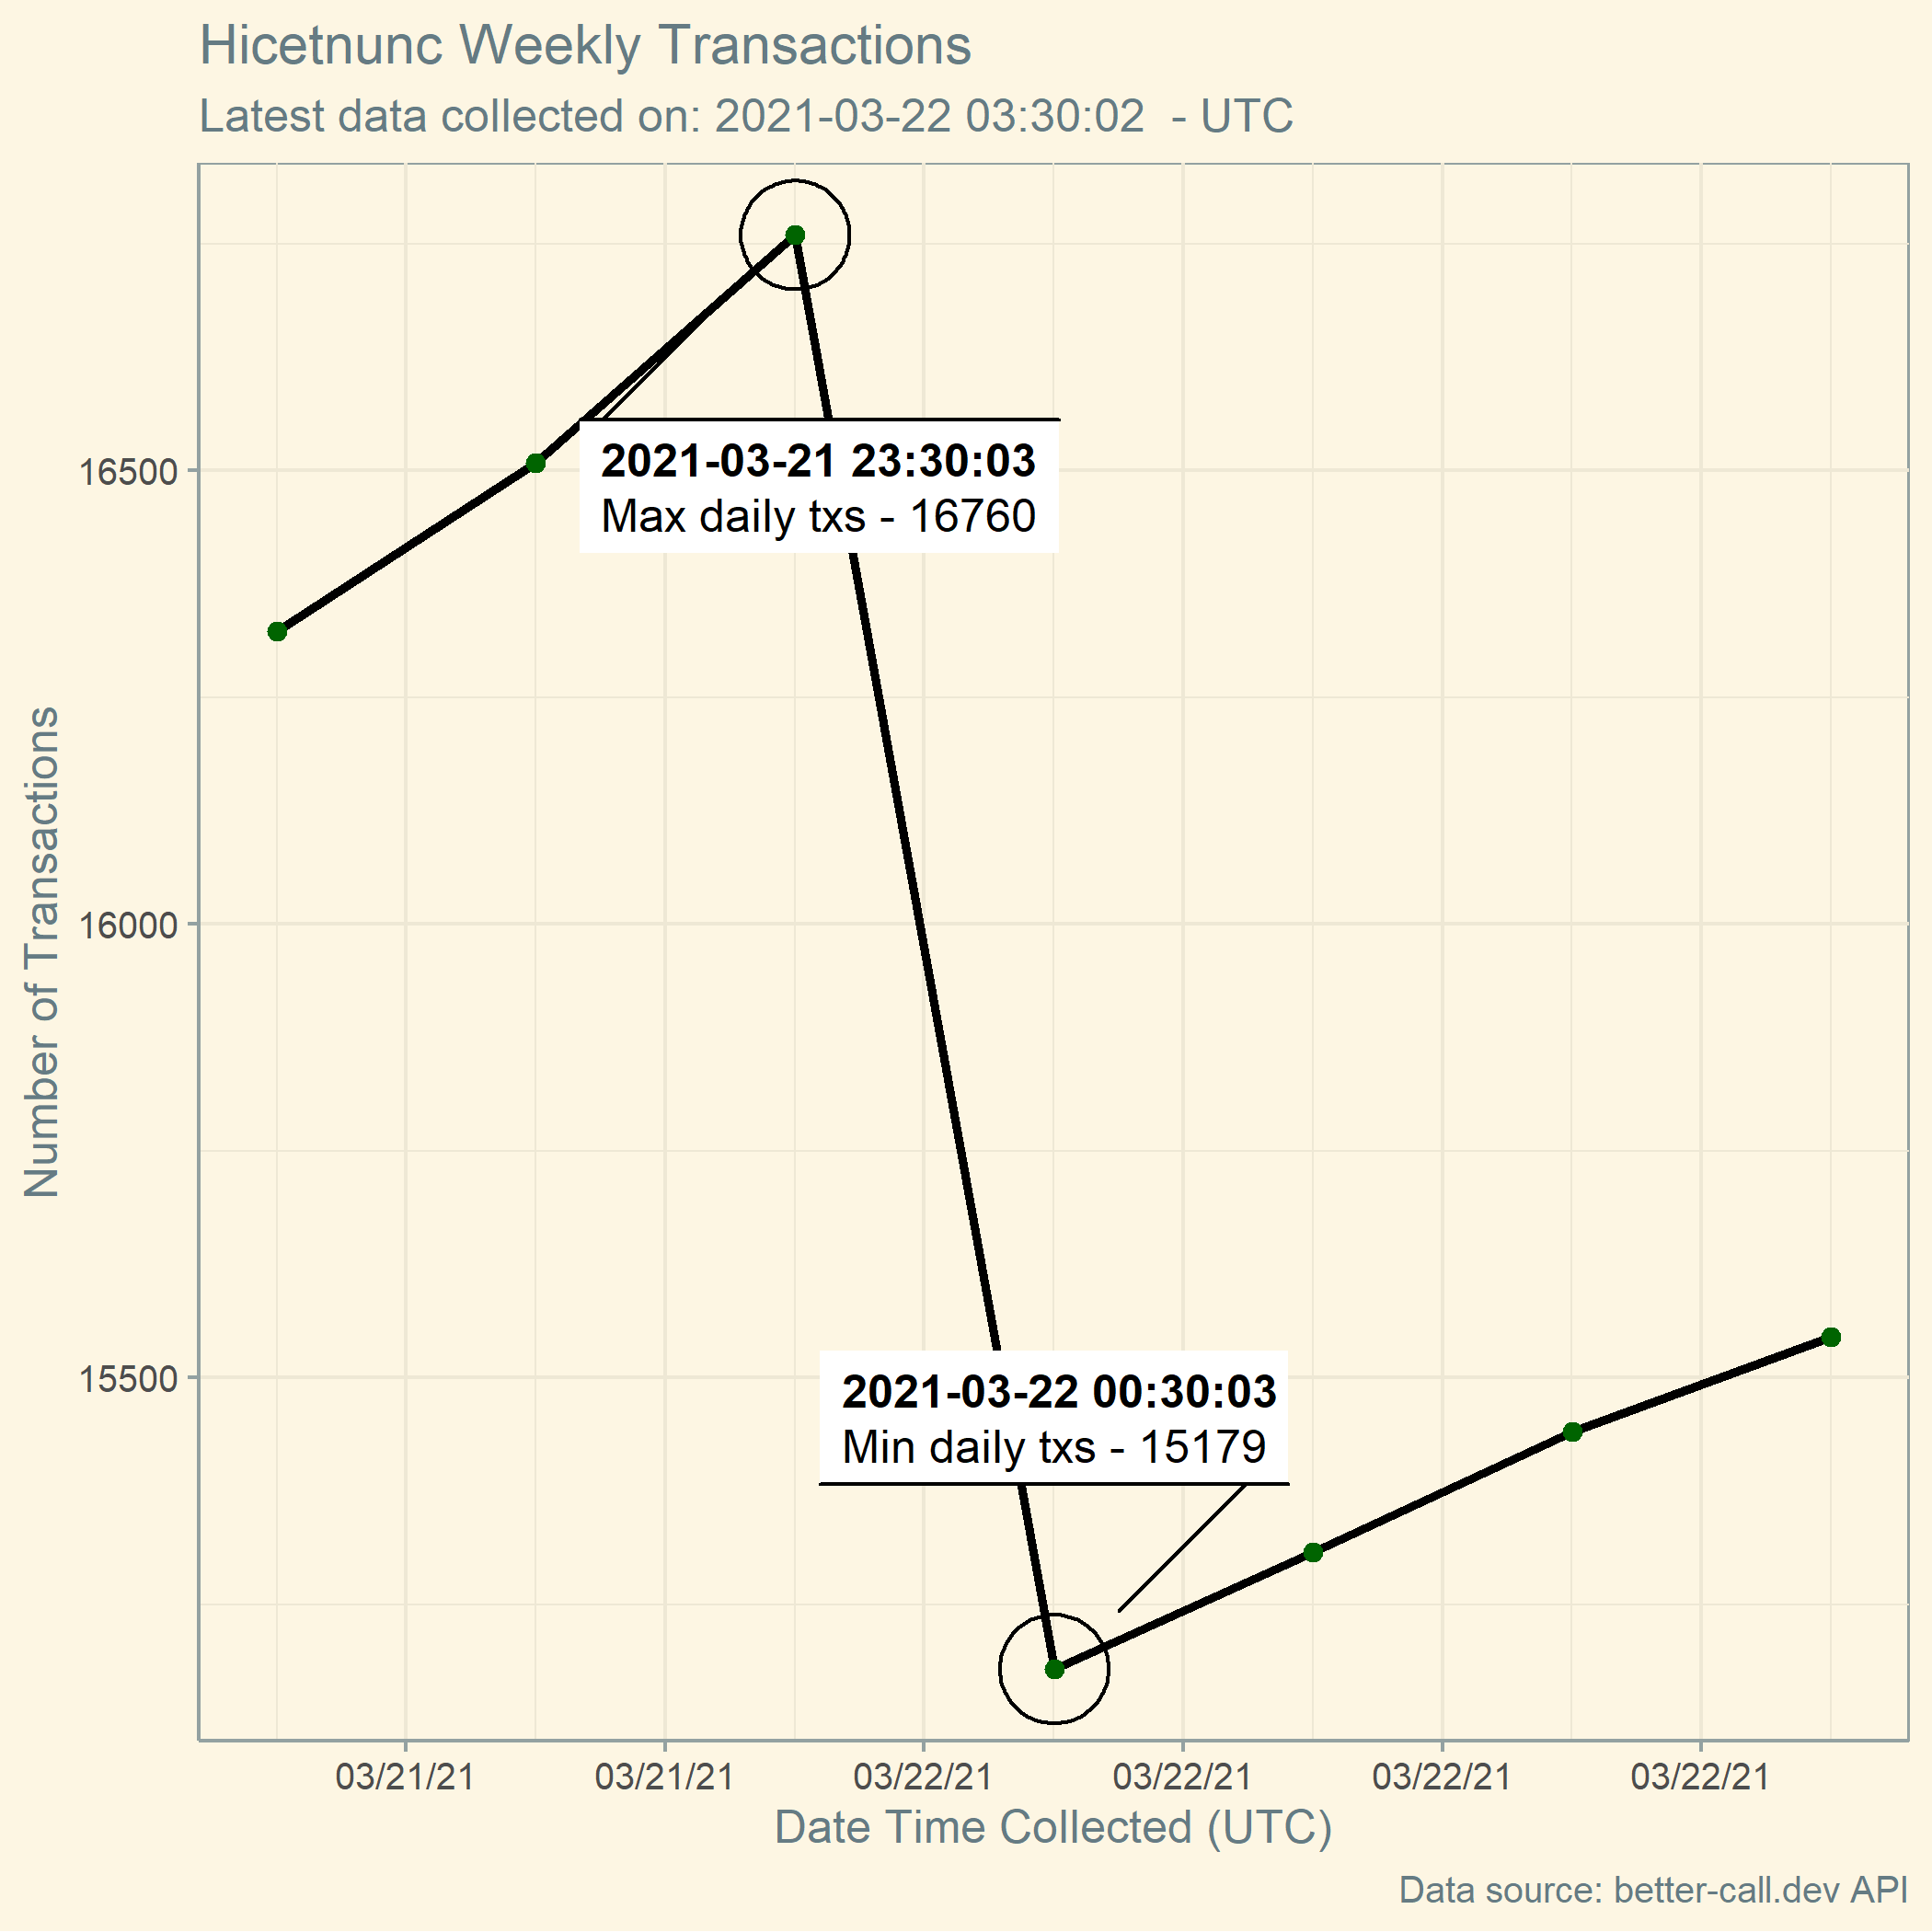 Hicetnunc Weekly Transactions
Latest data collected on: 2021-03-22 03:30:02  - UTC
Number of Transactions
16500
16000
15500
2021-03-21 23:30:03
Max daily txs - 16760
2021-03-22 00:30:03
Min daily txs - 15179
03/21/21
03/21/21
03/22/21
03/22/21
03/22/21
03/22/21
Date Time Collected (UTC)
Data source: better-call.dev API